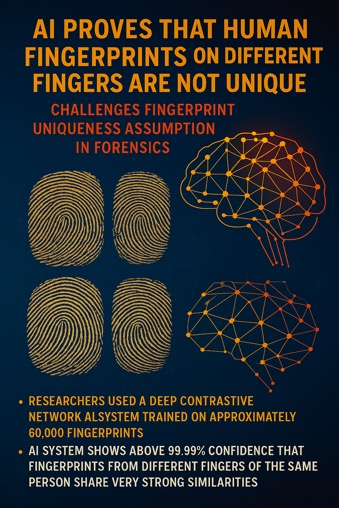 AI PROVES THAT HUMAN
FINGERPRINTS ON DIFFERENT
FINGERS ARE NOT UNIQUE
CHALLENGES FINGERPRINT
UNIQUENESS ASSUMPTION
IN FORENSICS
• RESEARCHERS USED A DEEP CONTRASTIVE
NETWORK ALSYSTEM TRAINED ON APPROXIMATELY
60,000 FINGERPRINTS
• AI SYSTEM SHOWS ABOVE 99.99% CONFIDENCE THAT
FINGERPRINTS FROM DIFFERENT FINGERS OF THE SAME
PERSON SHARE VERY STRONG SIMILARITIES